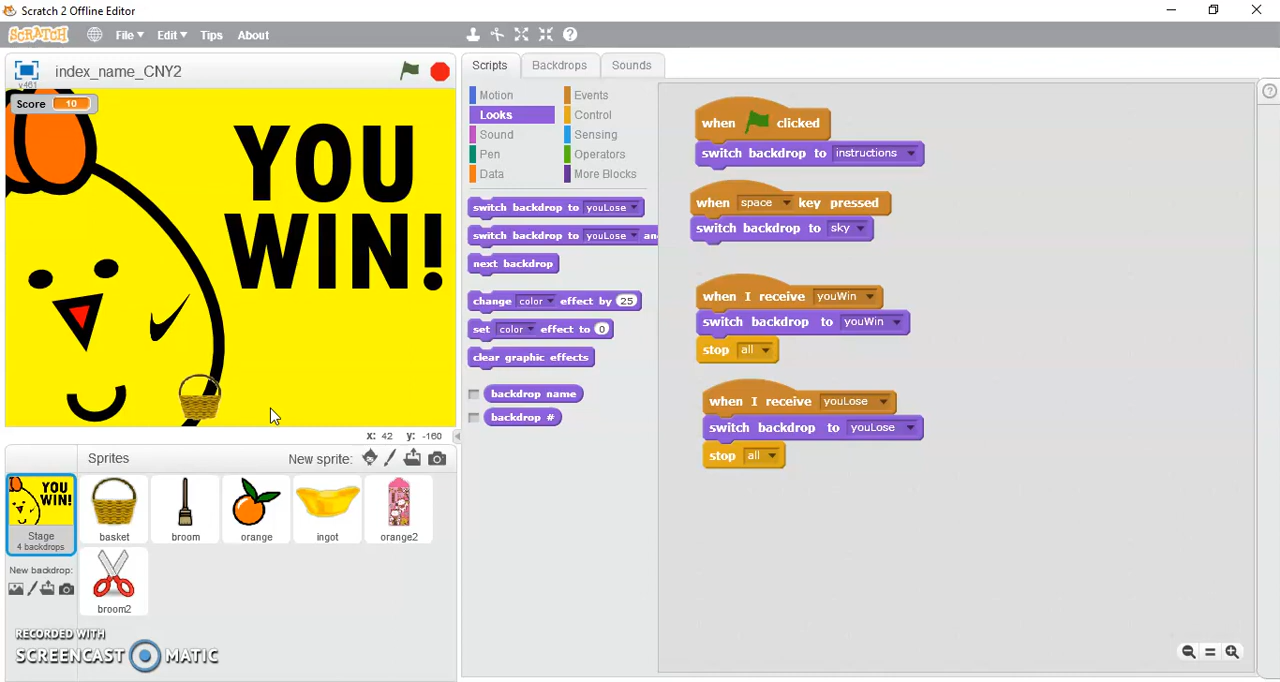 Scratch 2 Offline Editor
SCRATCH File Edit Tips About
index_name_CNY2
v461
Score 10
YOU
WIN!
x: 42 y: -160
Scripts Backdrops Sounds
Motion Events
Looks Control
Sound Sensing
Pen Operators
Data More Blocks
switch backdrop to youLose
switch backdrop to youLose an
next backdrop
change color effect by 25
set color effect to 0
clear graphic effects
backdrop name
backdrop #
when clicked
switch backdrop to instructions
when space key pressed
switch backdrop to sky
when I receive youWin
switch backdrop to youWin
stop all
when I receive youLose
switch backdrop to youLose
stop all
Sprites New sprite:
YOU
WIN!
Stage
4 backdrops
New backdrop:
basket broom orange ingot orange2
broom2
RECORDED WITH
SCREENCAST MATIC